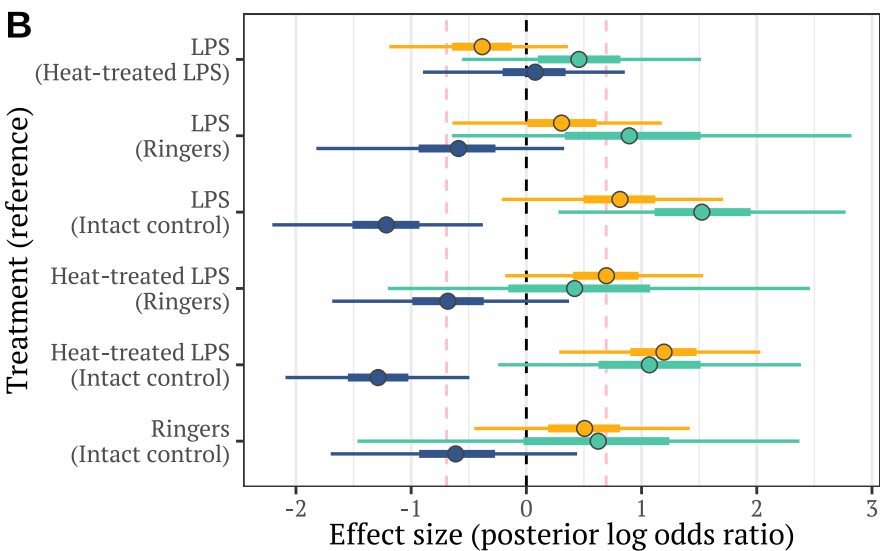 B
Treatment (reference)
LPS
(Heat-treated LPS)
LPS
(Ringers)
LPS
(Intact control)
Heat-treated LPS
(Ringers)
Heat-treated LPS
(Intact control)
Ringers
(Intact control)
-2 -1 0 1 2 3
Effect size (posterior log odds ratio)